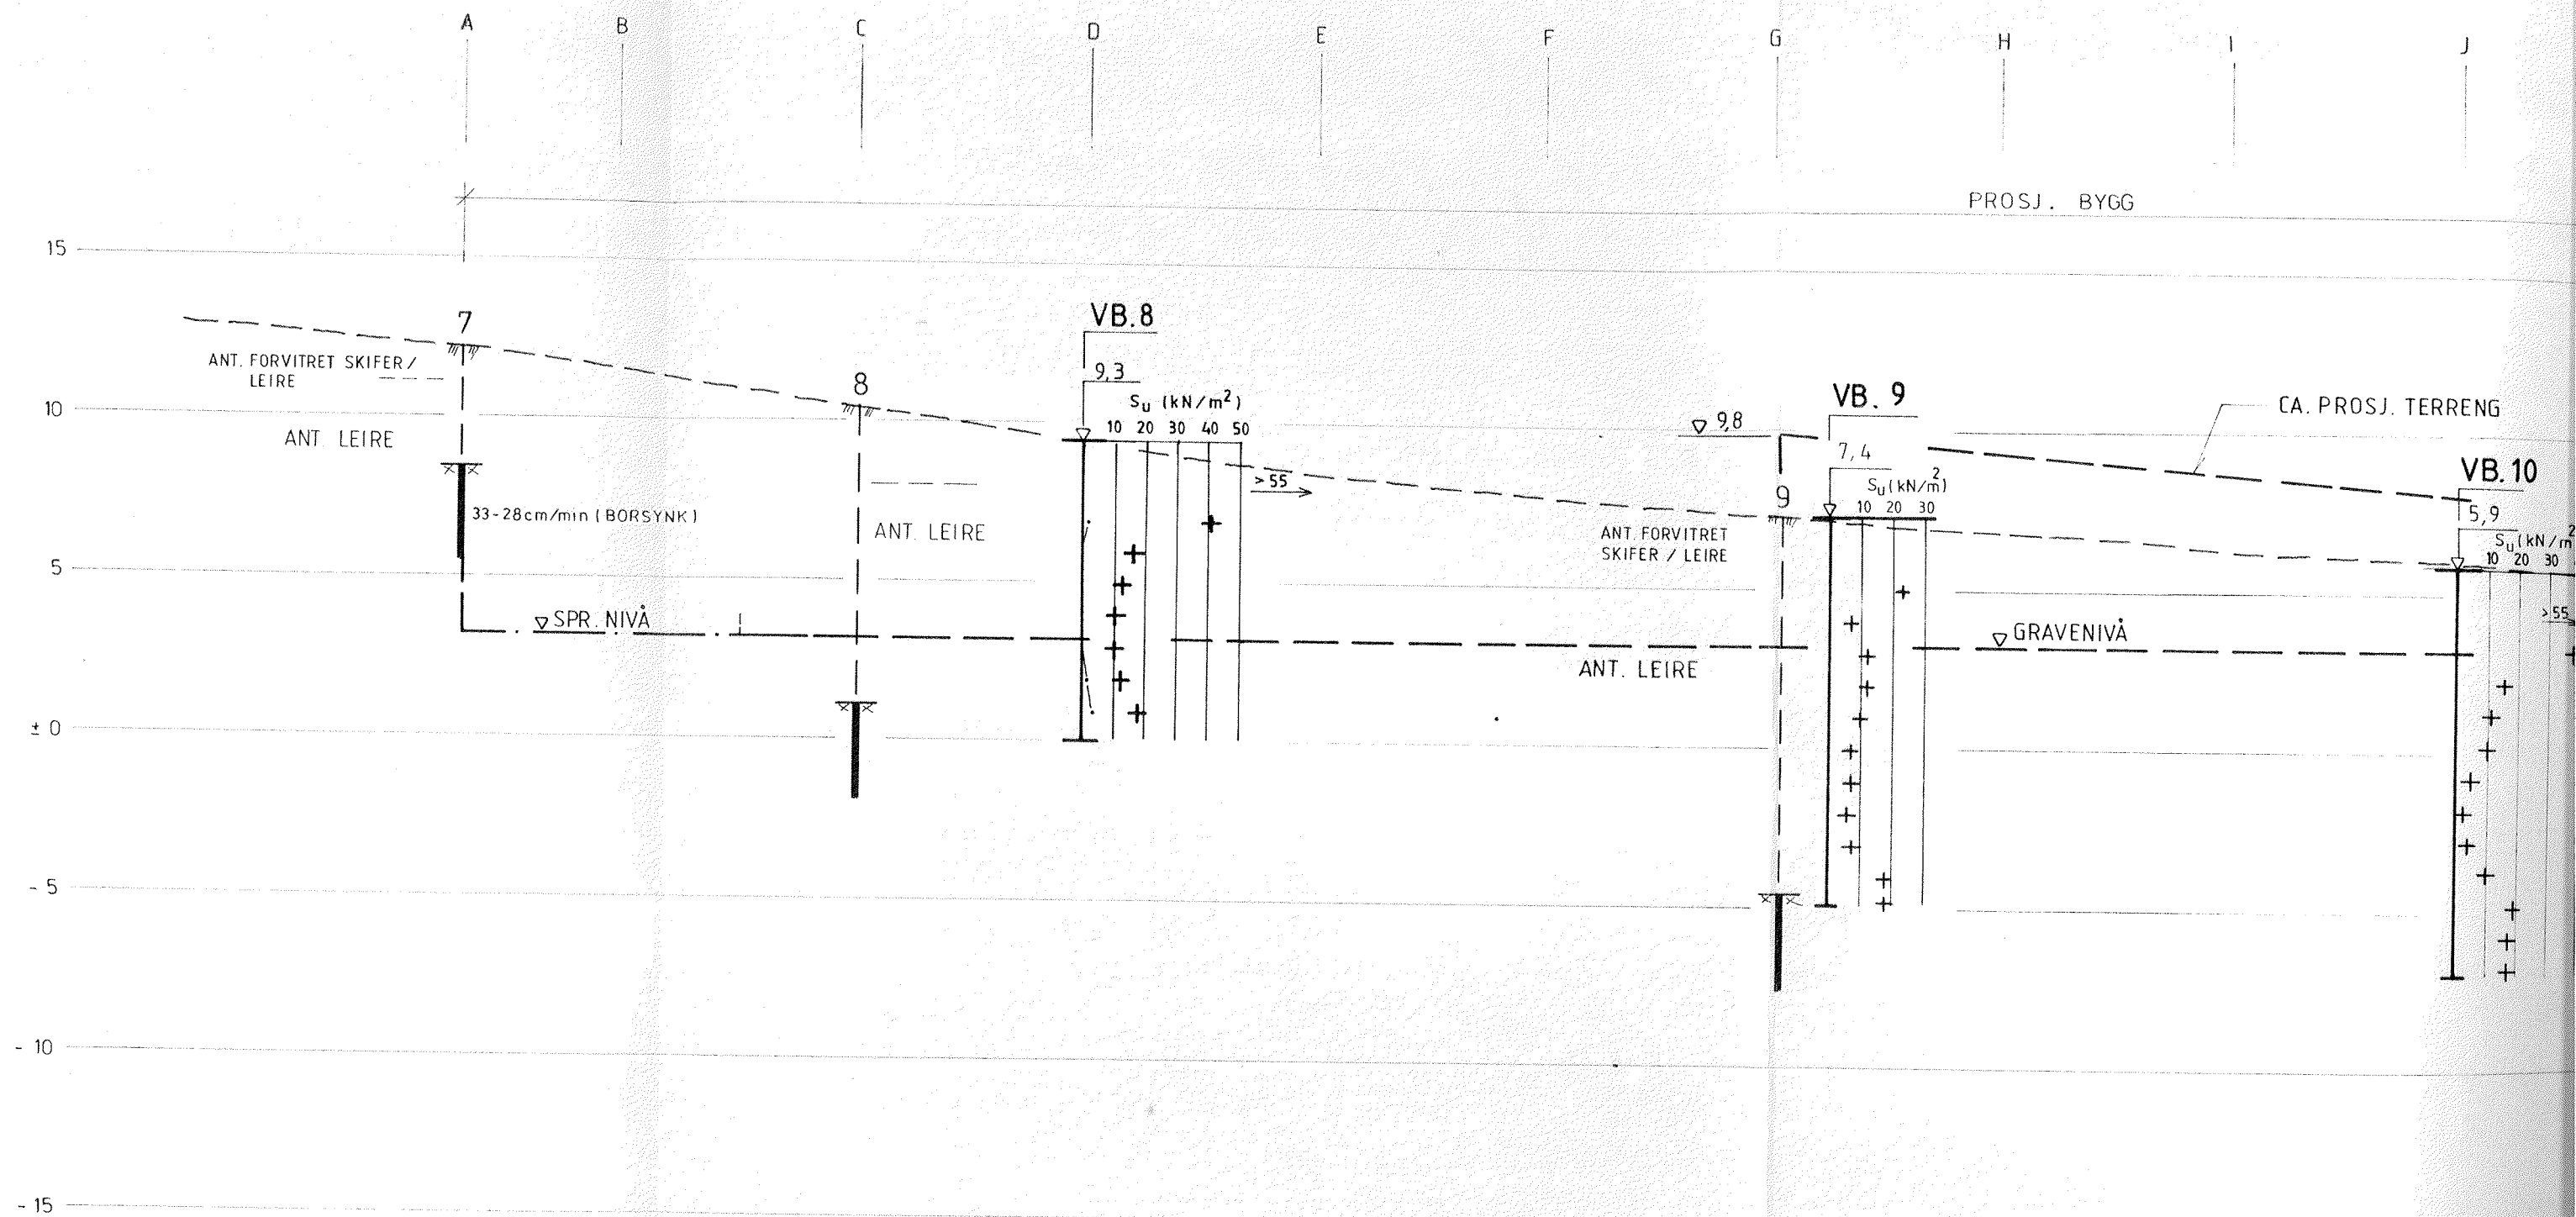 A B C D E F G H I J
PROSJ. BYGG
15
VB.8
7
ANT. FORVITRET SKIFER /
LEIRE
9,3
8
VB. 9
CA. PROSJ. TERRENG
10
Su (kN/m2)
10 20 30 40 50
9,8
ANT. LEIRE
7,4
VB.10
>55
Su (kN/m2)
9
10 20 30
33-28cm/min (BORSYNK)
5,9
ANT. LEIRE
ANT. FORVITRET
SKIFER / LEIRE
Su (kN/m2
10 20 30
5
>55
SPR. NIVÅ
GRAVENIVÅ
ANT. LEIRE
± 0
- 5
- 10
- 15